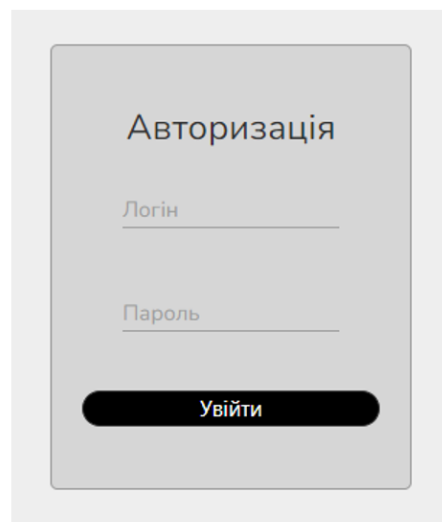 Авторизація
Логін
Пароль
Увійти